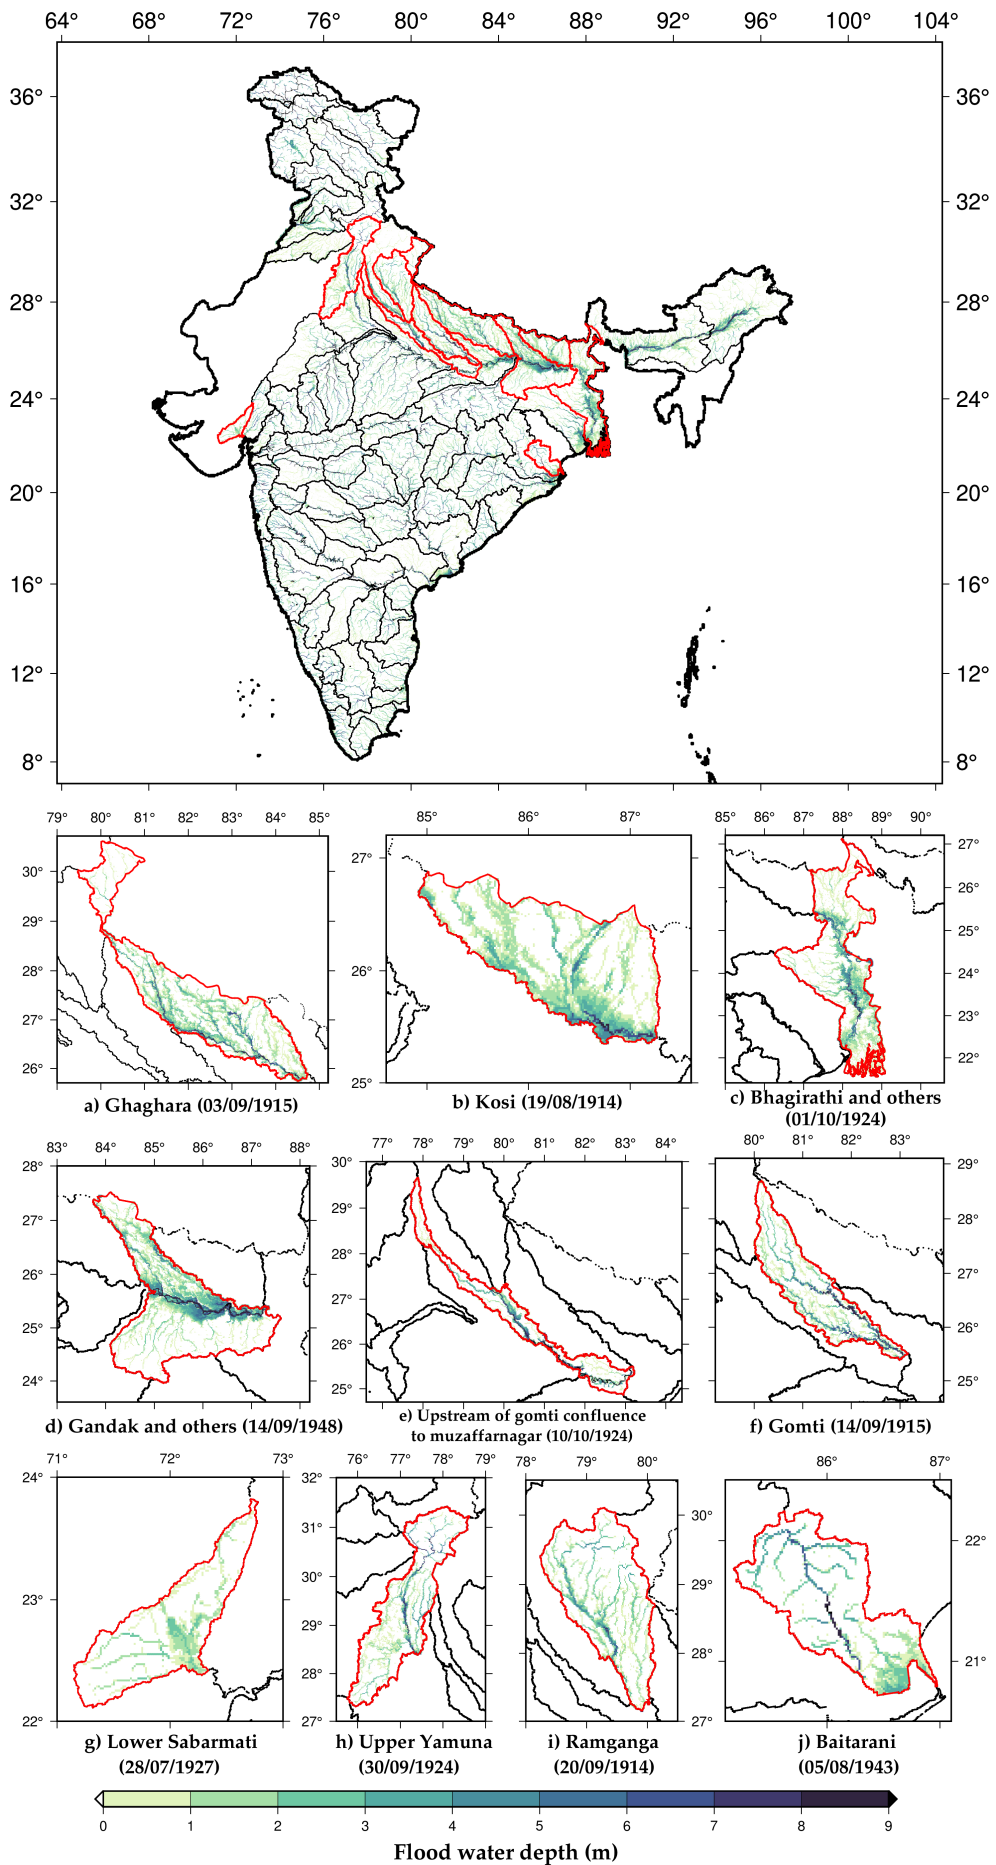 64° 68° 72° 76° 80° 84° 88° 92° 96° 100° 104°
36° 36°
32° 32°
28° 28°
24° 24°
20° 20°
16° 16°
12° 12°
8° 8°
79° 80° 81° 82° 83° 84° 85°
30°
29°
28°
27°
26°
a) Ghaghara (03/09/1915)
85° 86° 87°
27°
26°
25°
b) Kosi (19/08/1914)
85° 86° 87° 88° 89° 90°
27°
26°
25°
24°
23°
22°
c) Bhagirathi and others
(01/10/1924)
83° 84° 85° 86° 87° 88°
28°
27°
26°
25°
24°
d) Gandak and others (14/09/1948)
77° 78° 79° 80° 81° 82° 83° 84°
30°
29°
28°
27°
26°
25°
e) Upstream of gomti confluence
to muzaffarnagar (10/10/1924)
80° 81° 82° 83°
29°
28°
27°
26°
25°
f) Gomti (14/09/1915)
71° 72° 73°
24°
23°
22°
g) Lower Sabarmati
(28/07/1927)
76° 77° 78° 79°
32°
31°
30°
29°
28°
27°
h) Upper Yamuna
(30/09/1924)
78° 79° 80°
30°
29°
28°
27°
i) Ramganga
(20/09/1914)
86° 87°
22°
21°
j) Baitarani
(05/08/1943)
0 1 2 3 4 5 6 7 8 9
Flood water depth (m)